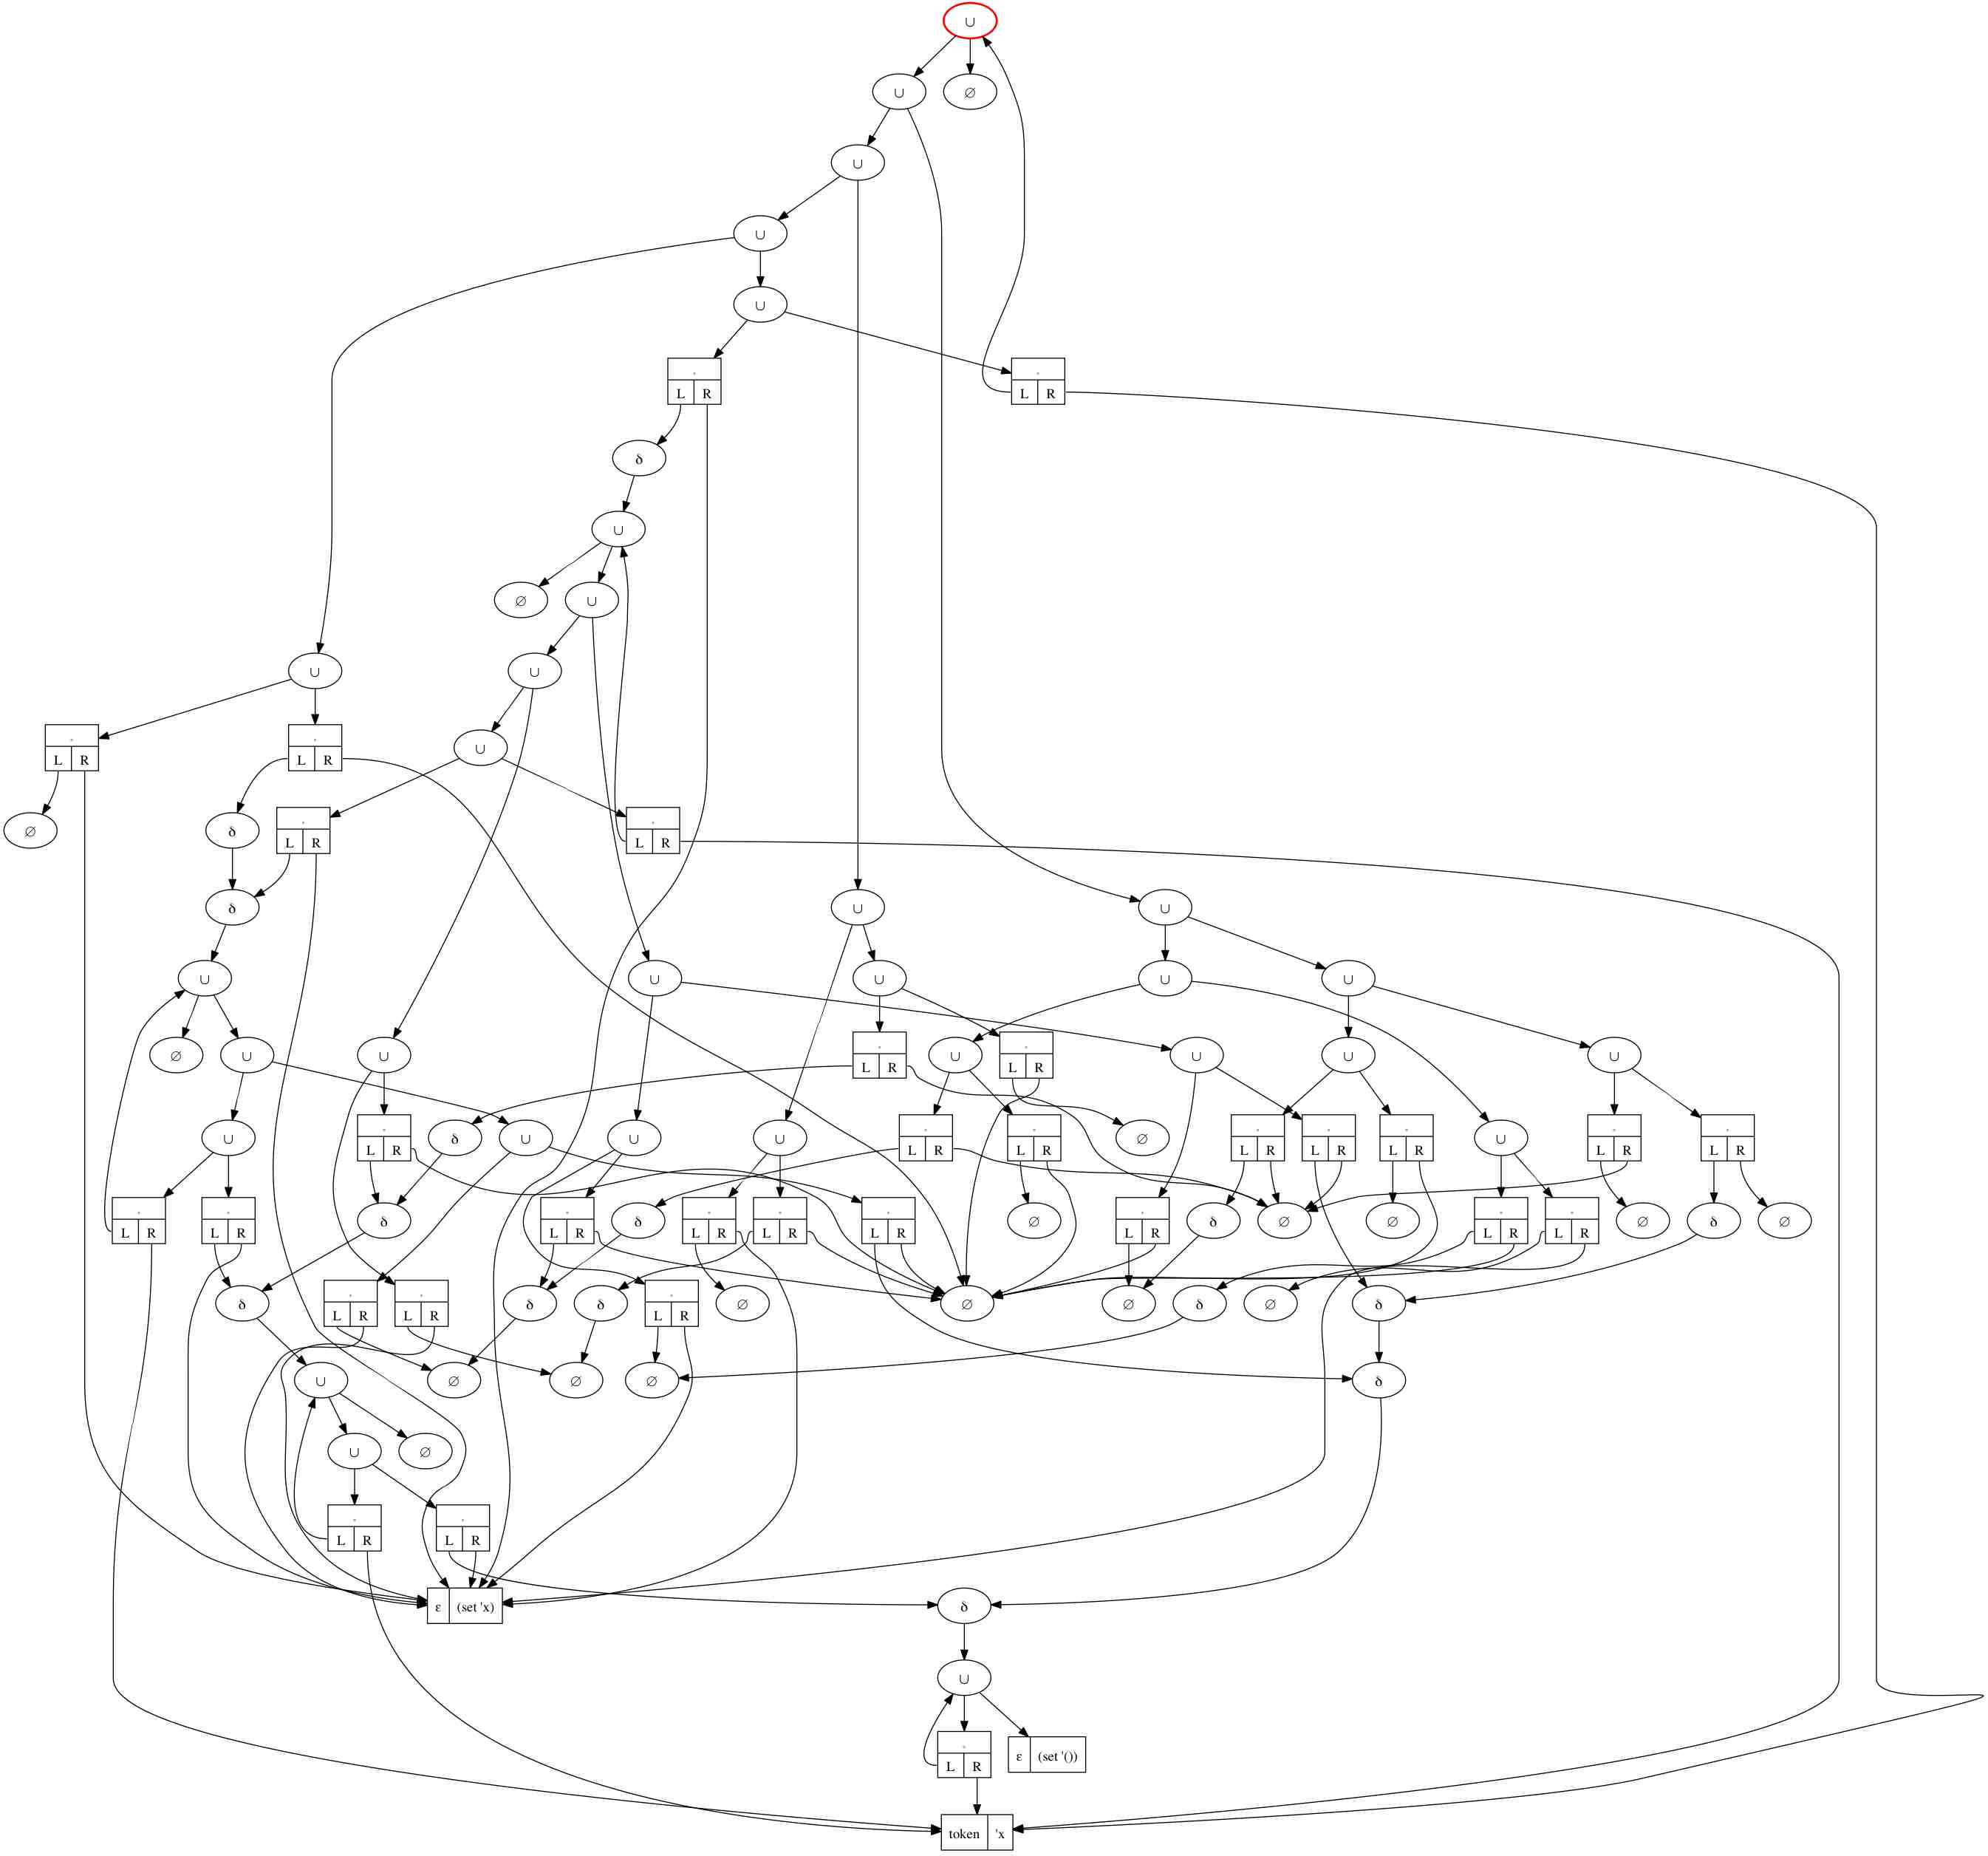 ∪
∪ ∅
∪
∪
∪ 
∘ ∘
L R L R
δ
∪
∅ ∪
∪ ∪
∘ ∘ ∪
L R L R
∅ δ ∘ ∘
L R L R
δ ∪ ∪
∪ ∪ ∪ ∪ ∪
∘ ∘
L R L R
∅ ∪ ∪ ∪ ∪ ∪ ∪
∘ ∘ ∘ ∘ ∘ ∘ ∘ ∘
L R L R L R L R L R L R L R L R
∪ δ ∪ ∪ ∪ ∅ ∪
∘ ∘ ∘ ∘ ∘ ∘ ∘ ∘ ∘
L R L R L R L R L R L R L R L R L R
δ δ ∅ δ ∅ ∅ ∅ δ ∅
∘ ∘ ∘
δ L R L R δ δ L R ∅ ∅ ∅ δ ∅ δ
∪ ∅ ∅ ∅ δ
∪ ∅
∘ ∘
L R L R
ε (set 'x) δ
∪
∘
L R
ε (set '())
token 'x